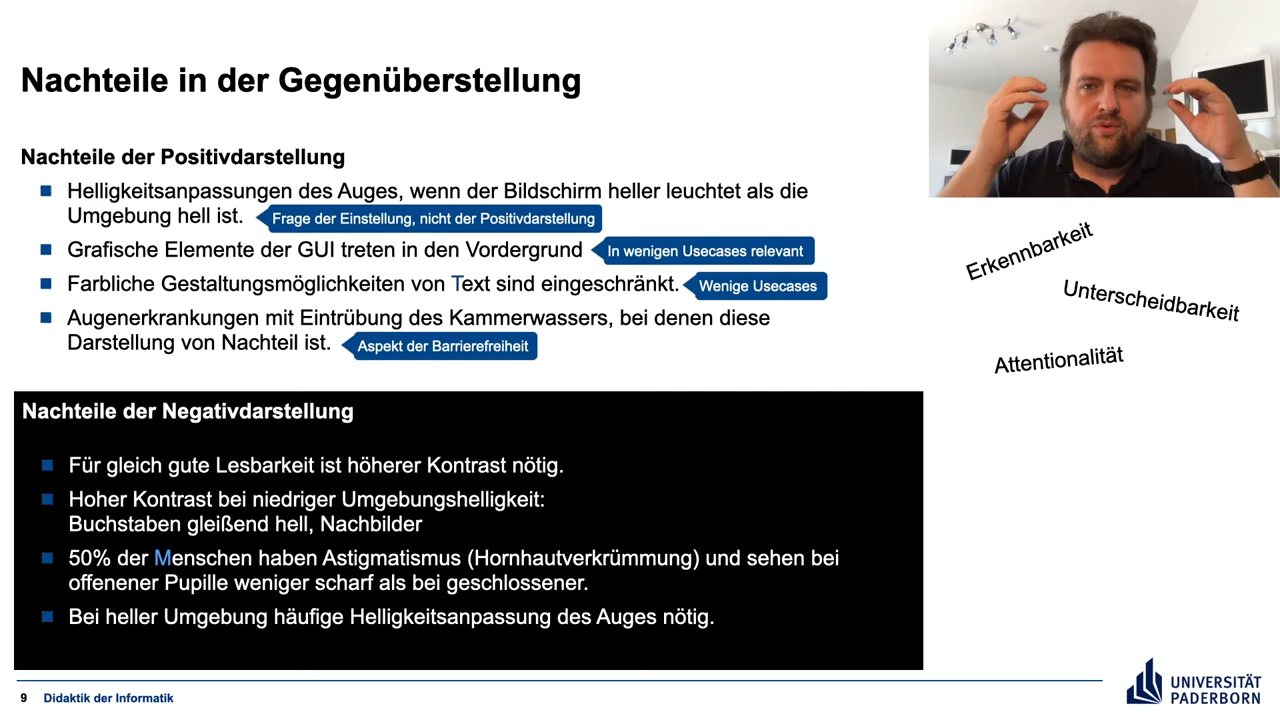 Nachteile in der Gegenüberstellung
Nachteile der Positivdarstellung
Helligkeitsanpassungen des Auges, wenn der Bildschirm heller leuchtet als die
Umgebung hell ist.
Frage der Einstellung, nicht der Positivdarstellung
Grafische Elemente der GUI treten in den Vordergrund
In wenigen Usecases relevant
Farbliche Gestaltungsmöglichkeiten von Text sind eingeschränkt.
Wenige Usecases
Augenerkrankungen mit Eintrübung des Kammerwassers, bei denen diese
Darstellung von Nachteil ist.
Aspekt der Barrierefreiheit
Erkennbarkeit
Unterscheidbarkeit
Attentionalität
Nachteile der Negativdarstellung
Für gleich gute Lesbarkeit ist höherer Kontrast nötig.
Hoher Kontrast bei niedriger Umgebungshelligkeit:
Buchstaben gleißend hell, Nachbilder
50% der Menschen haben Astigmatismus (Hornhautverkrümmung) und sehen bei
offenener Pupille weniger scharf als bei geschlossener.
Bei heller Umgebung häufige Helligkeitsanpassung des Auges nötig.
9 Didaktik der Informatik
UNIVERSITÄT
PADERBORN